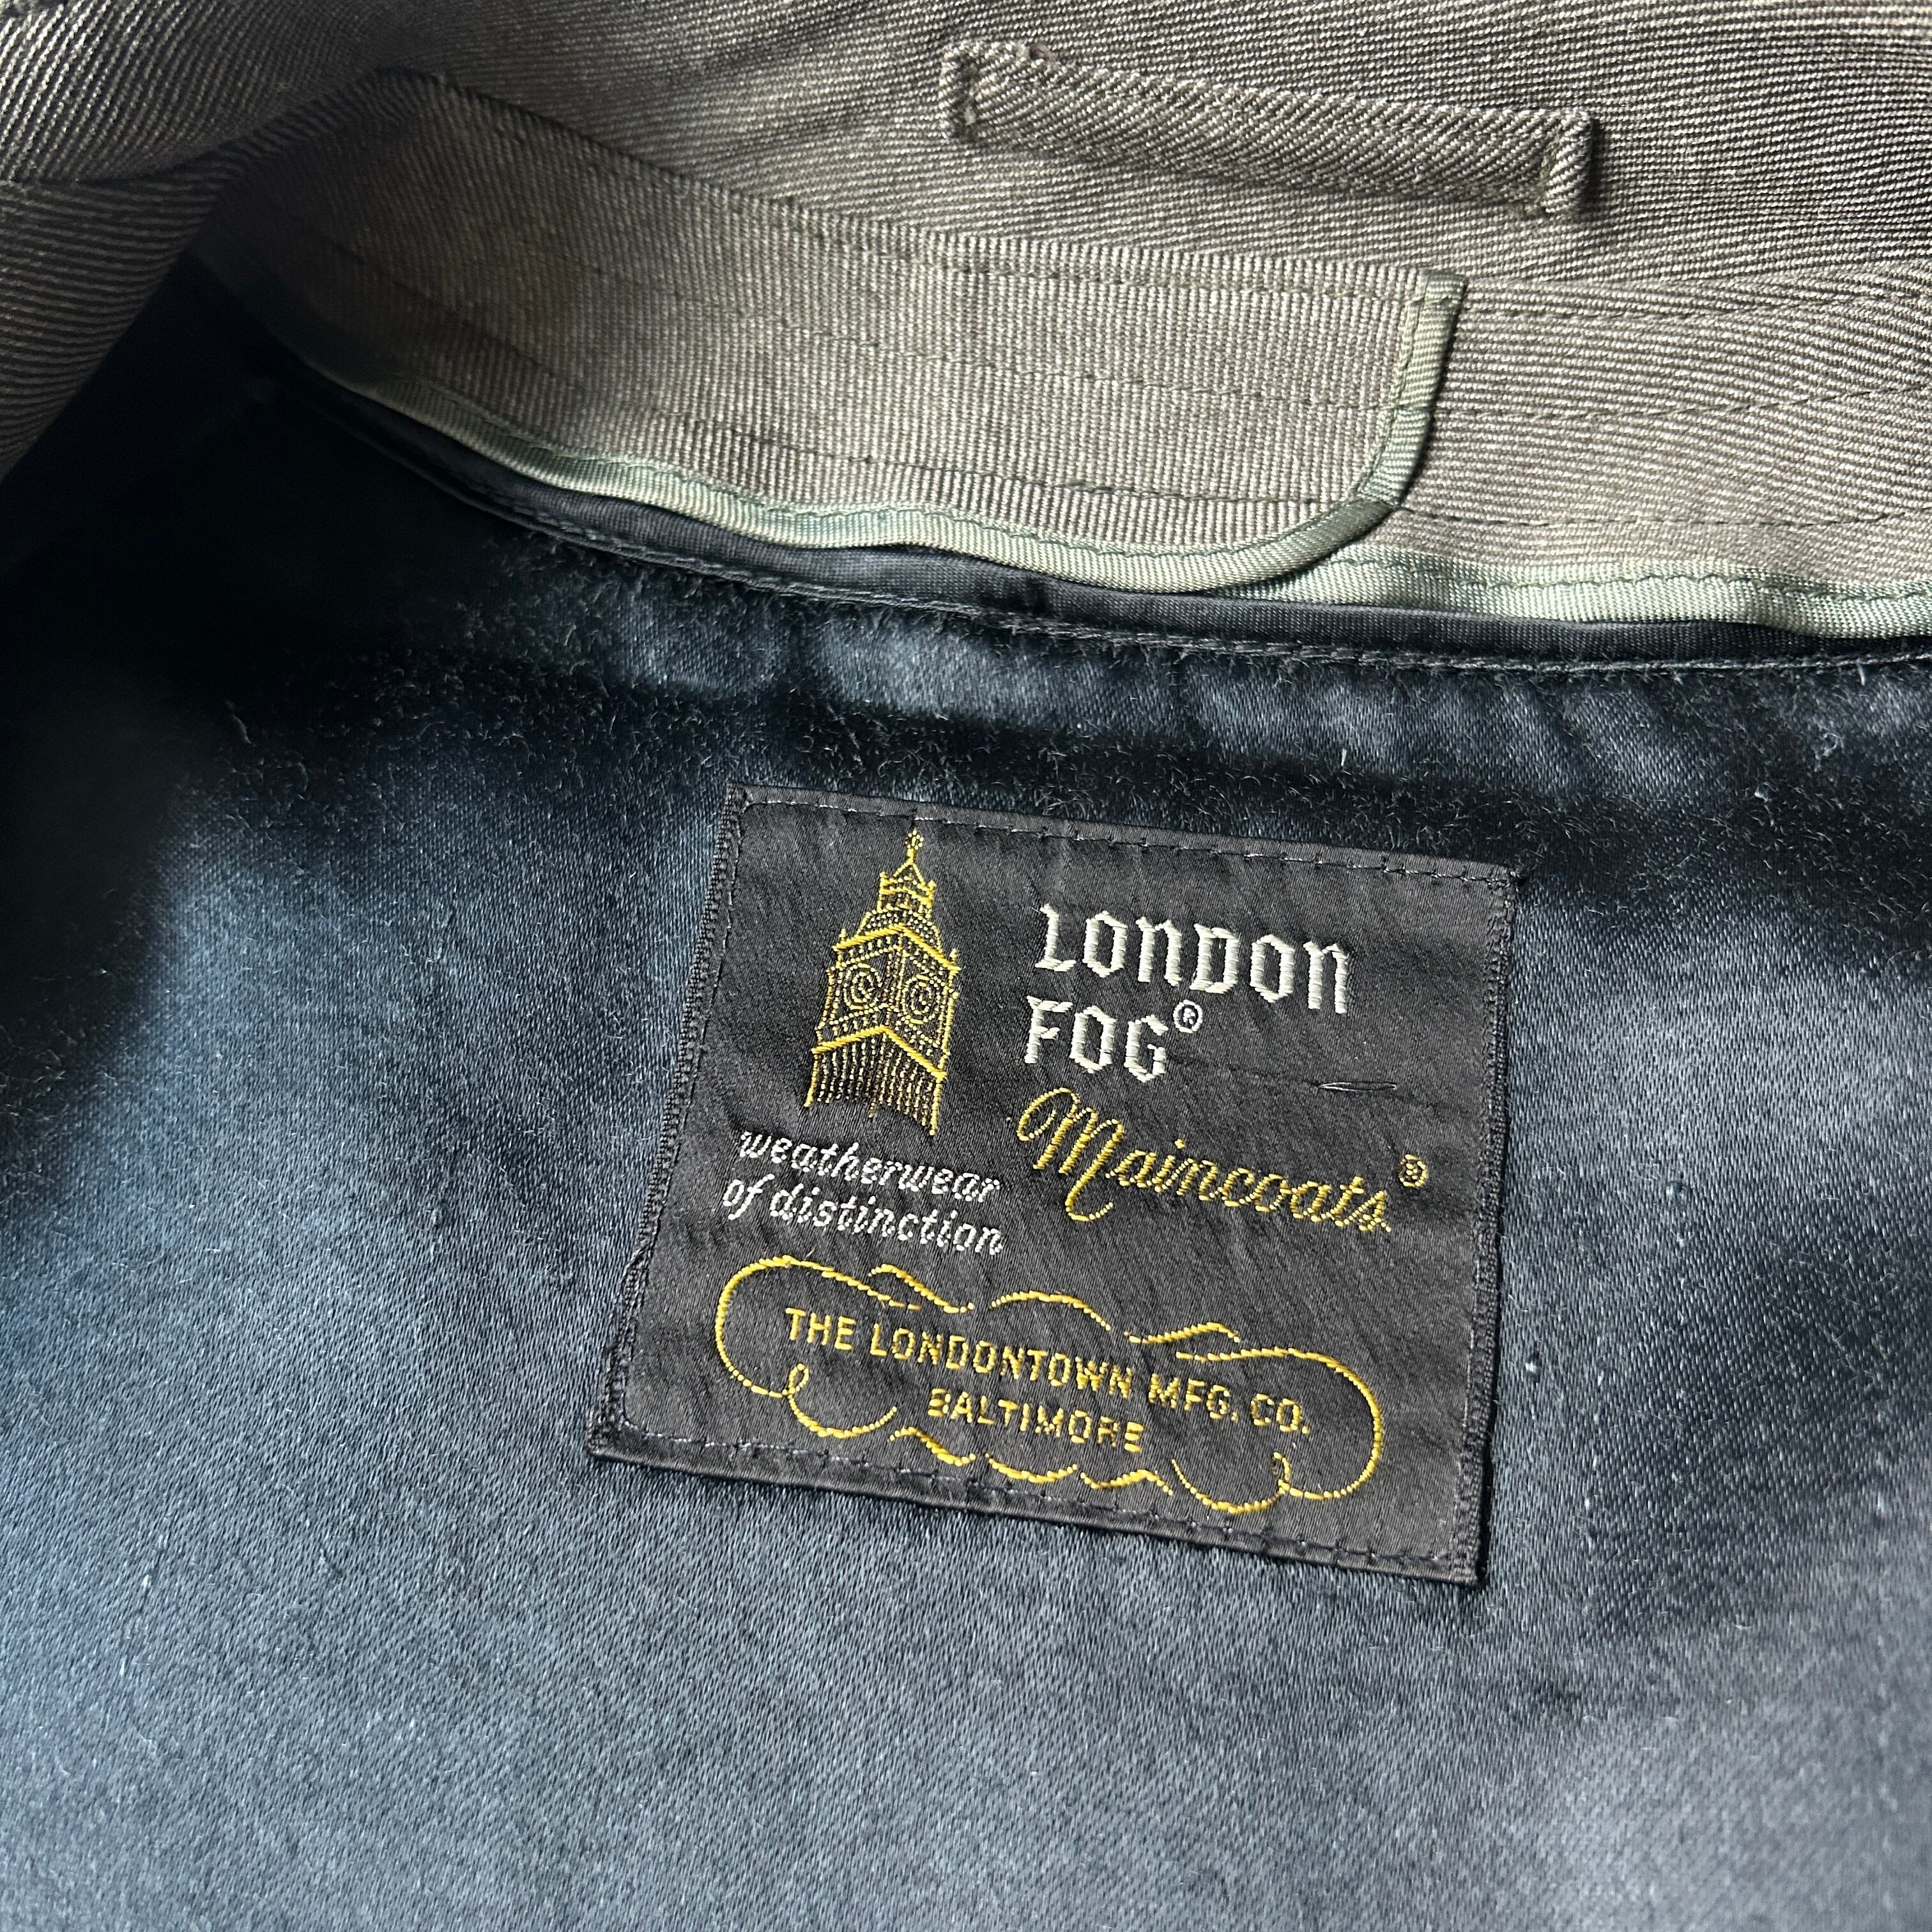 LONDON
FOG®
Maincoats®
weatherwear
of distinction
THE LONDONTOWN MFG. CO.
BALTIMORE